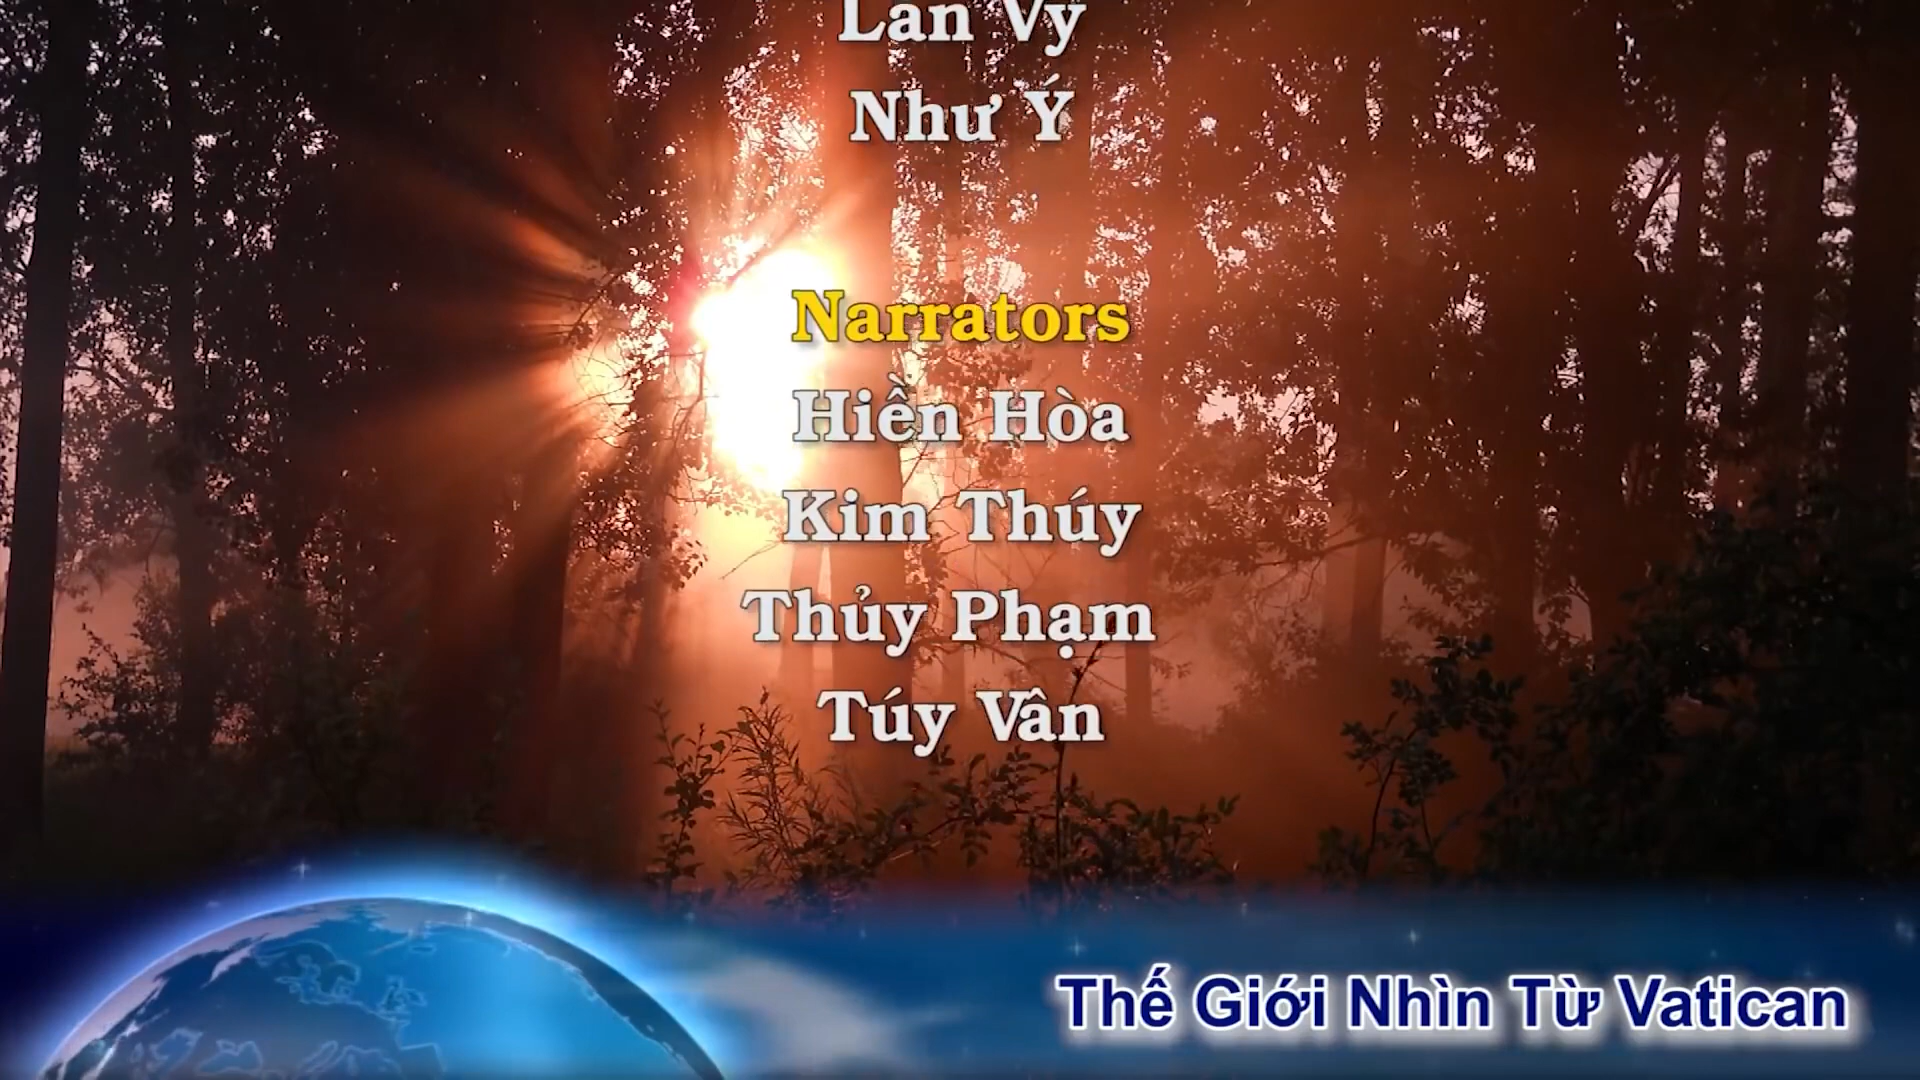 Lan Vy
Như Ý
Narrators
Hiền Hòa
Kim Thúy
Thủy Phạm
Túy Vân
Thế Giới Nhìn Từ Vatican